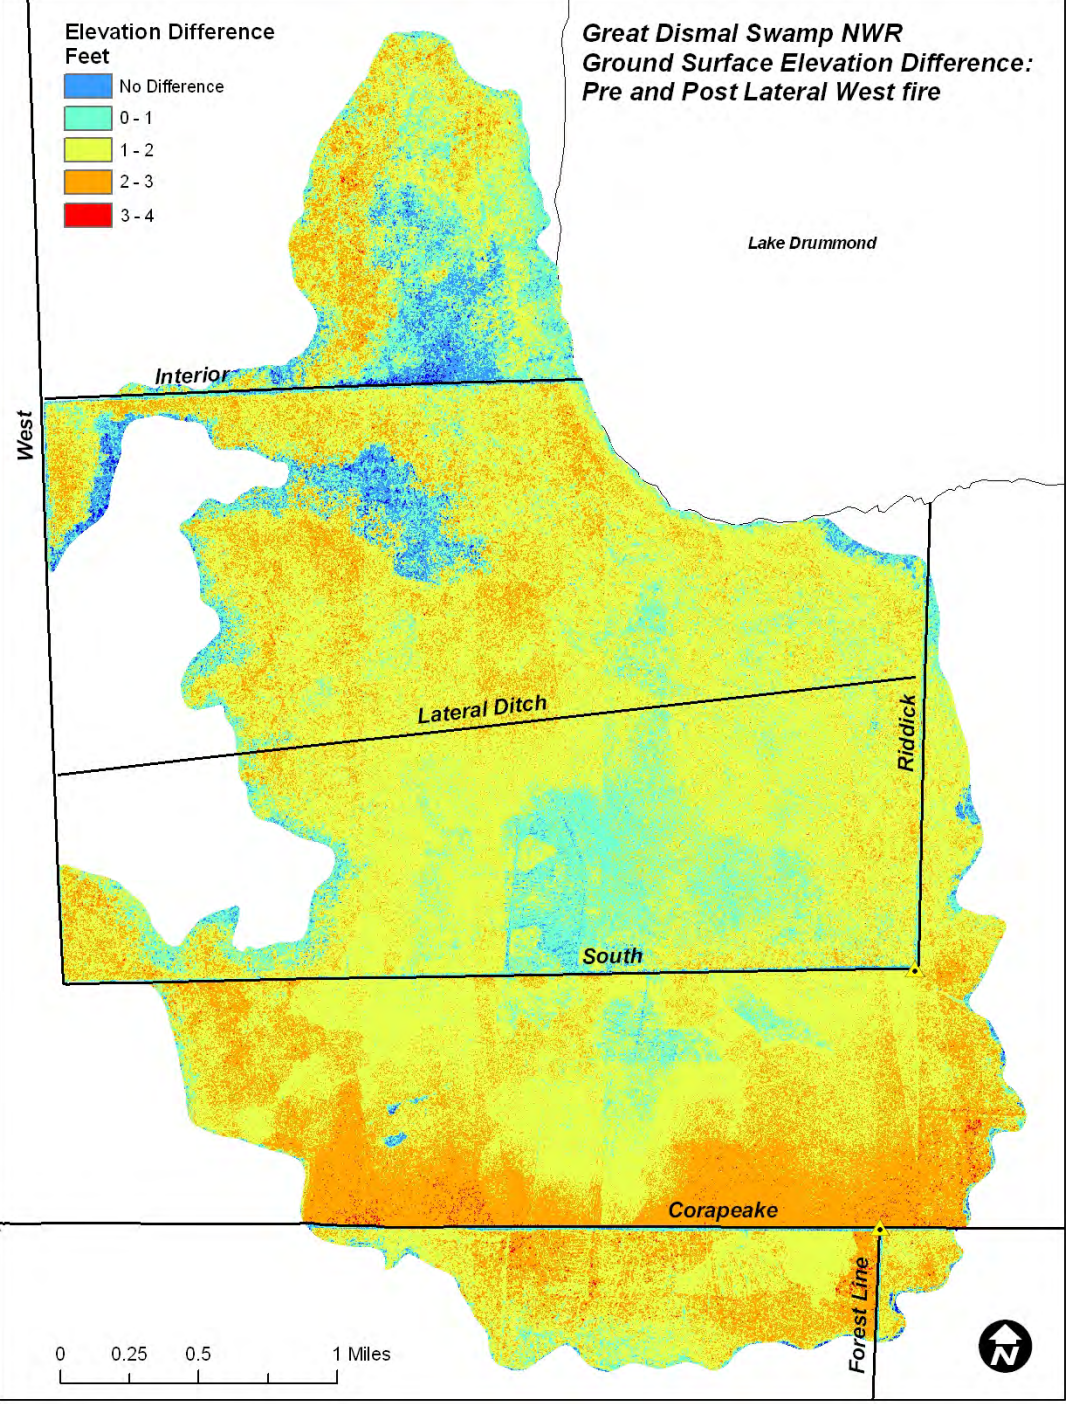 Elevation Difference
Feet
No Difference
0 - 1
1 - 2
2 - 3
3 - 4
Great Dismal Swamp NWR
Ground Surface Elevation Difference:
Pre and Post Lateral West fire
Lake Drummond
Interior
West
Lateral Ditch
Riddick
South
Corapeake
Forest Line
0 0.25 0.5 1 Miles
N